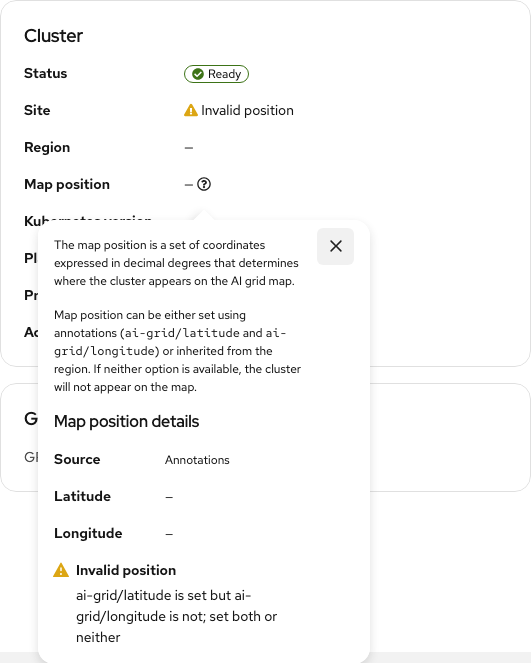 Cluster
Status Ready
Site Invalid position
Region –
Map position –
Kubernetes version
The map position is a set of coordinates
expressed in decimal degrees that determines
where the cluster appears on the AI grid map.
Map position can be either set using
annotations (ai-grid/latitude and ai-
grid/longitude) or inherited from the
region. If neither option is available, the cluster
will not appear on the map.
Map position details
Source Annotations
Latitude –
Longitude –
Invalid position
ai-grid/latitude is set but ai-
grid/longitude is not; set both or
neither